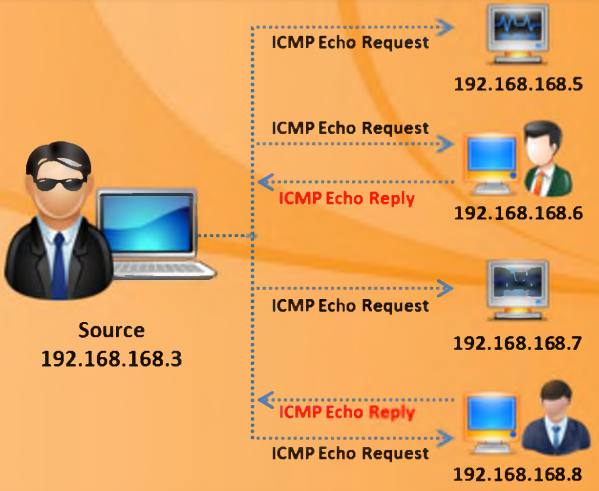 ICMP Echo Request
192.168.168.5
ICMP Echo Request
ICMP Echo Reply
192.168.168.6
Source
192.168.168.3
ICMP Echo Request
192.168.168.7
ICMP Echo Reply
ICMP Echo Request
192.168.168.8